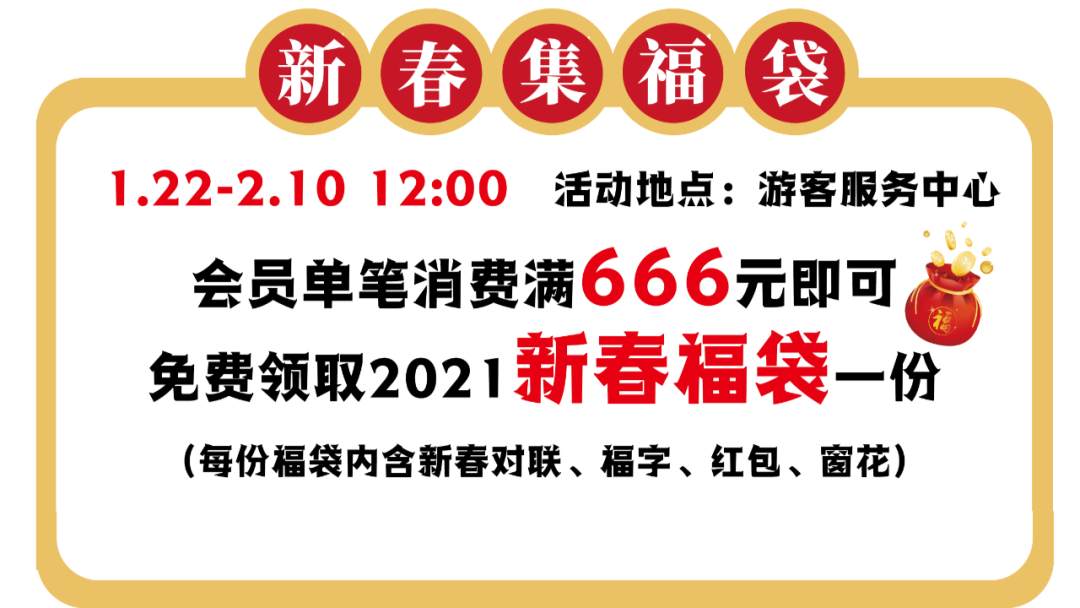 新春集福袋
1.22-2.10 12:00 活动地点：游客服务中心
会员单笔消费满666元即可
福
免费领取2021新春福袋一份
（每份福袋内含新春对联、福字、红包、窗花）